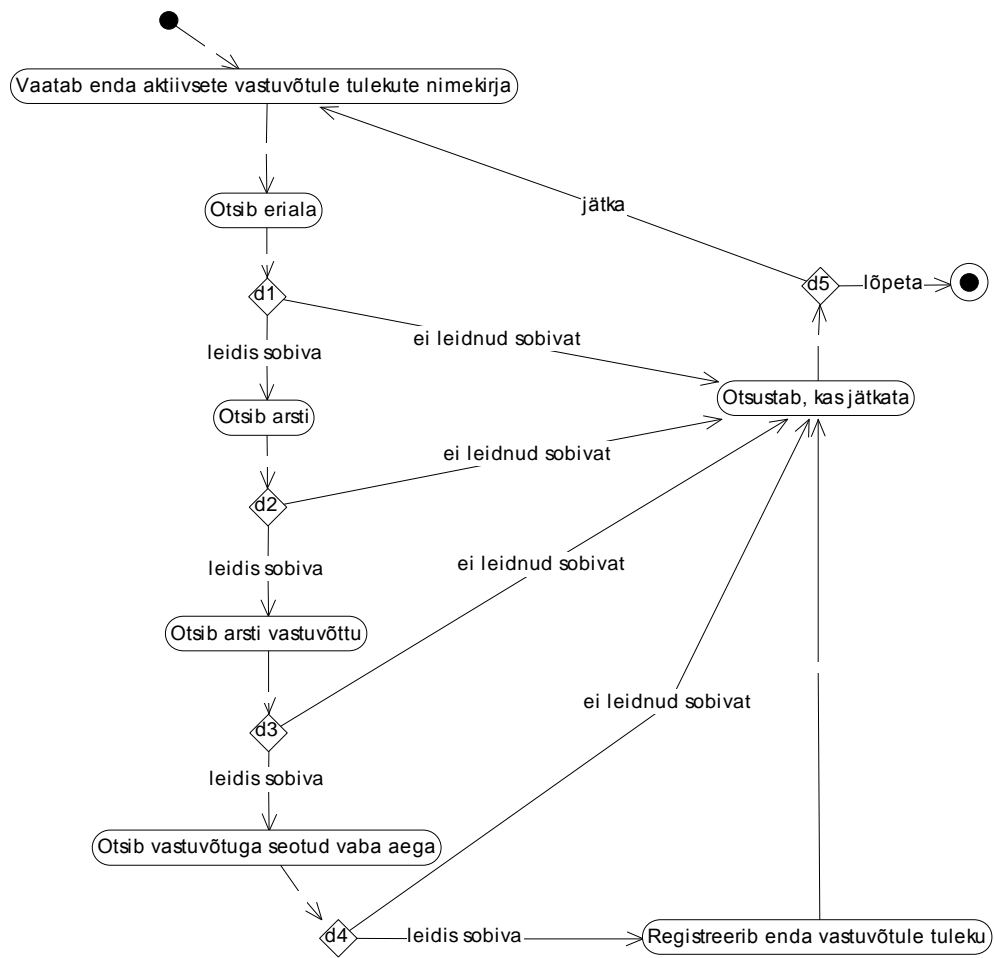 Vaatab enda aktiivsete vastuvõtule tulekute nimekirja
jätka
Otsib eriala
d5
lõpeta
d1
ei leidnud sobivat
leidis sobiva
Otsustab, kas jätkata
Otsib arsti
ei leidnud sobivat
d2
ei leidnud sobivat
leidis sobiva
Otsib arsti vastuvõttu
ei leidnud sobivat
d3
leidis sobiva
Otsib vastuvõtuga seotud vaba aega
d4
leidis sobiva
Registreerib enda vastuvõtule tuleku